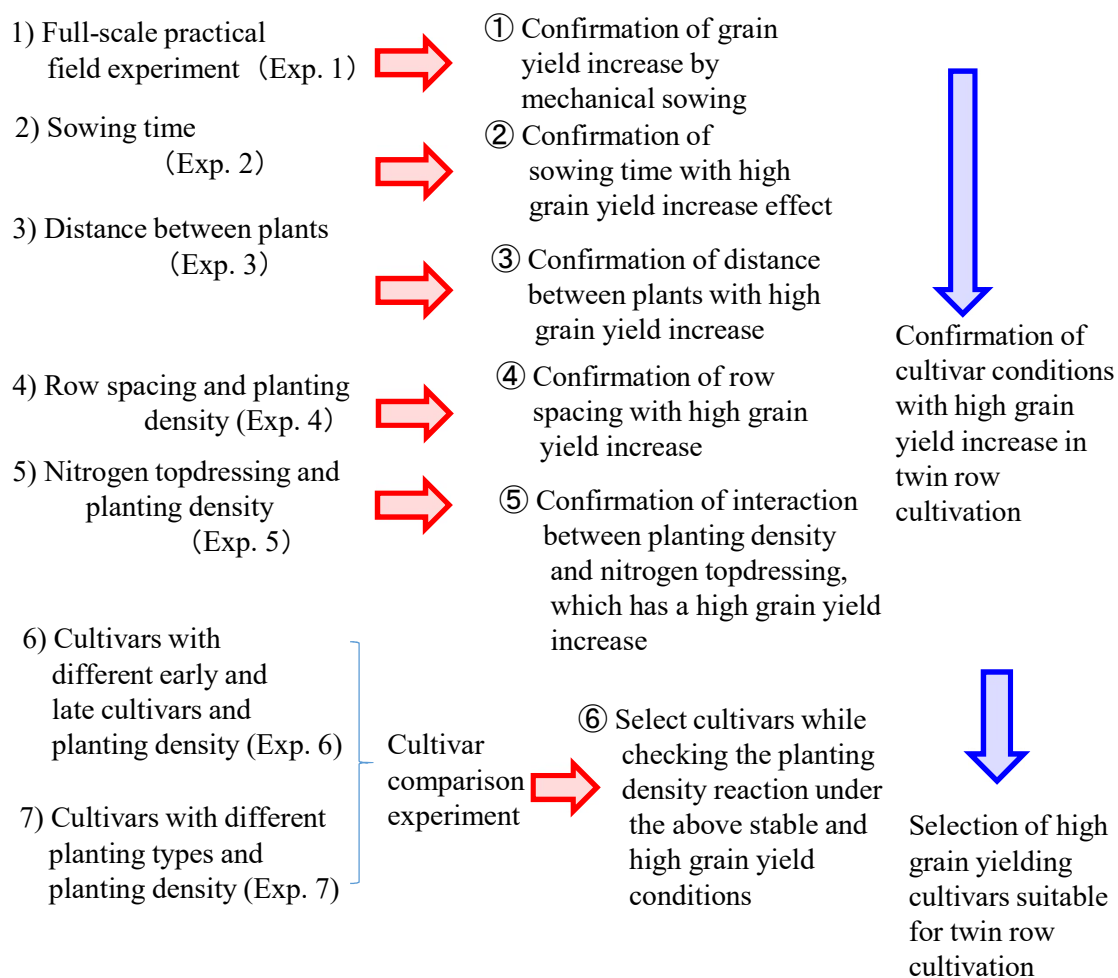 1) Full-scale practical
field experiment（Exp. 1）
① Confirmation of grain
yield increase by
mechanical sowing
2) Sowing time
（Exp. 2）
② Confirmation of
sowing time with high
grain yield increase effect
3) Distance between plants
（Exp. 3）
③ Confirmation of distance
between plants with high
grain yield increase
4) Row spacing and planting
density (Exp. 4）
④ Confirmation of row
spacing with high grain
yield increase
5) Nitrogen topdressing and
planting density
（Exp. 5）
⑤ Confirmation of interaction
between planting density
and nitrogen topdressing,
which has a high grain yield
increase
Confirmation of
cultivar conditions
with high grain
yield increase in
twin row
cultivation
6) Cultivars with
different early and
late cultivars and
planting density (Exp. 6)
7) Cultivars with different
planting types and
planting density (Exp. 7)
Cultivar
comparison
experiment
⑥ Select cultivars while
checking the planting
density reaction under
the above stable and
high grain yield
conditions
Selection of high
grain yielding
cultivars suitable
for twin row
cultivation